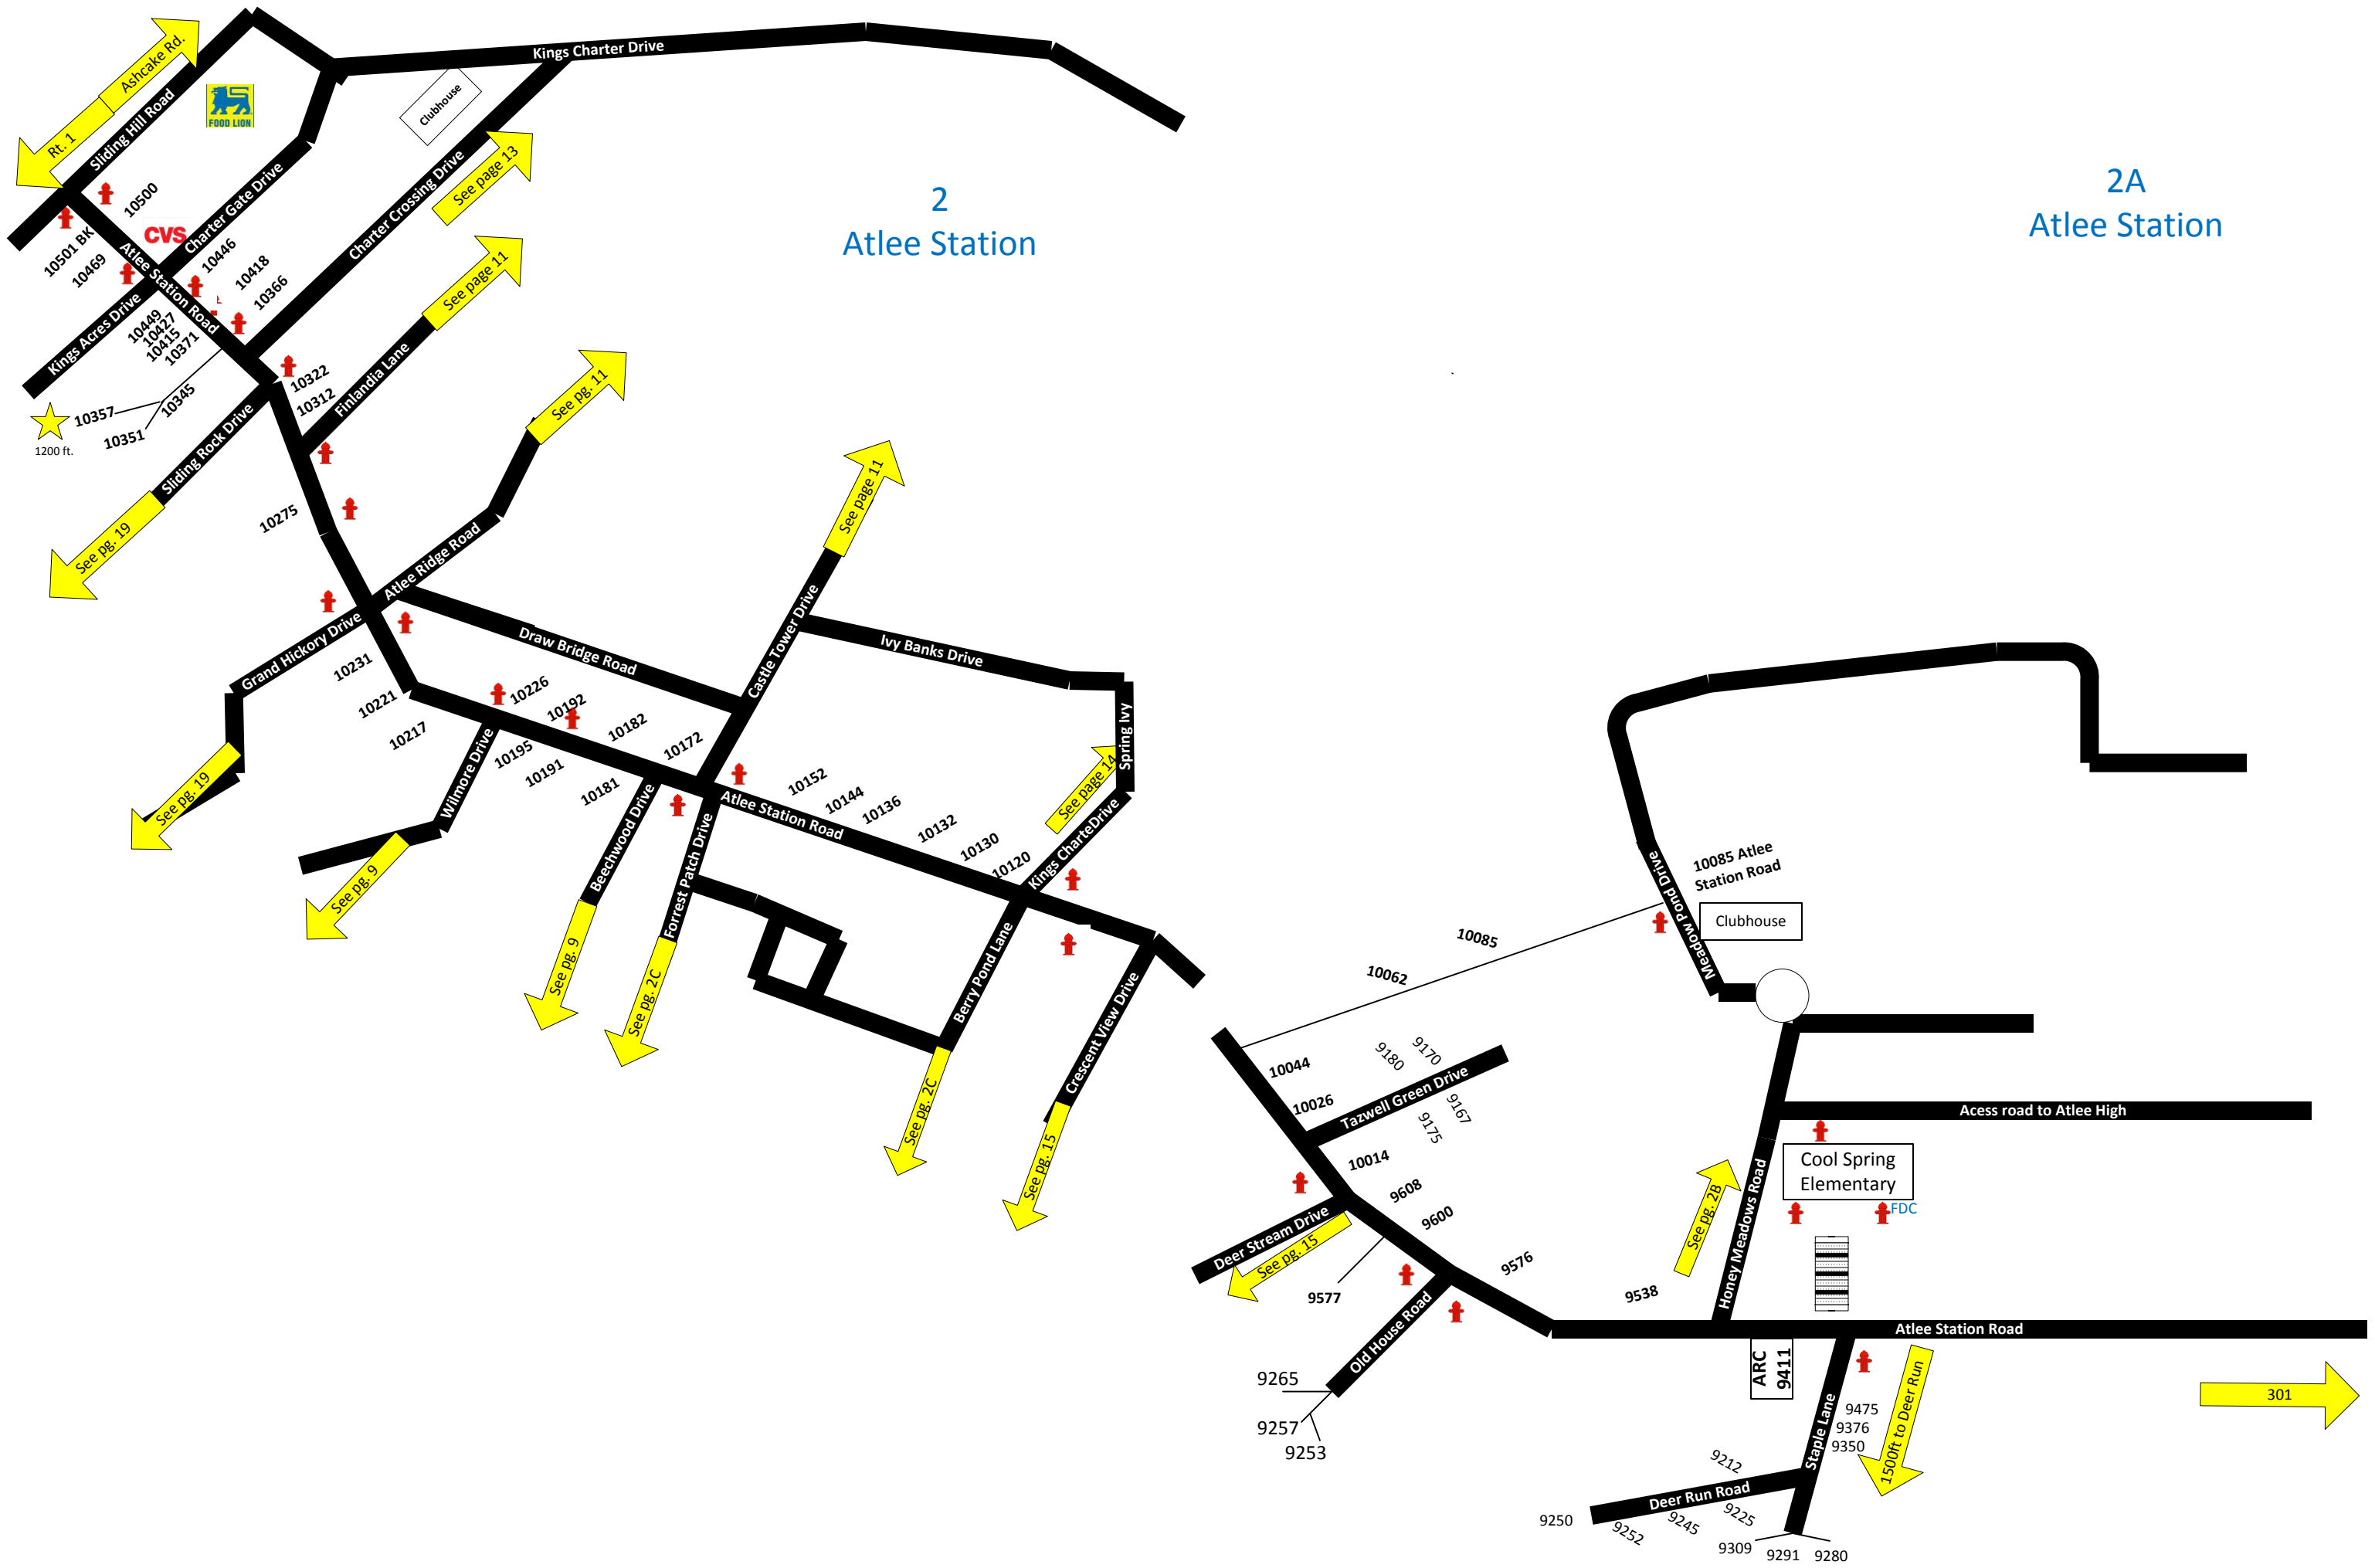 Ashcake Rd.
Rt. 1
Sliding Hill Road
FOOD LION
Kings Charter Drive
Clubhouse
Charter Gate Drive
Charter Crossing Drive
See page 13
2
Atlee Station
2A
Atlee Station
10500
CVS
10501 BK
10469
Atlee Station Road
10446
10418
10366
Kings Acres Drive
10449
10427
10415
10371
See page 11
Finlandia Lane
10322
10312
10357
10351
10345
1200 ft.
Sliding Rock Drive
See pg. 19
See pg. 11
10275
Atlee Ridge Road
Grand Hickory Drive
Draw Bridge Road
See page 11
Castle Tower Drive
Ivy Banks Drive
Spring Ivy
See page 14
Kings CharteDrive
10231
10221
10217
See pg. 19
10226
10192
10182
10172
Wilmore Drive
10195
10191
10181
See pg. 9
Beechwood Drive
See pg. 9
Forrest Patch Drive
See pg. 2C
Atlee Station Road
10152
10144
10136
10132
10130
10120
Berry Pond Lane
See pg. 2C
Crescent View Drive
See pg. 15
Meadow Pond Drive
10085 Atlee
Station Road
Clubhouse
10085
10062
10044
10026
9180
9170
Tazwell Green Drive
9167
9175
10014
9608
9600
Deer Stream Drive
See pg. 15
9577
9576
Old House Road
9265
9257
9253
9538
See pg. 2B
Honey Meadows Road
Acess road to Atlee High
Cool Spring
Elementary
FDC
Atlee Station Road
ARC
9411
301
Staple Lane
9475
9376
9350
1500ft to Deer Run
9212
Deer Run Road
9250
9252
9245
9225
9309
9291
9280